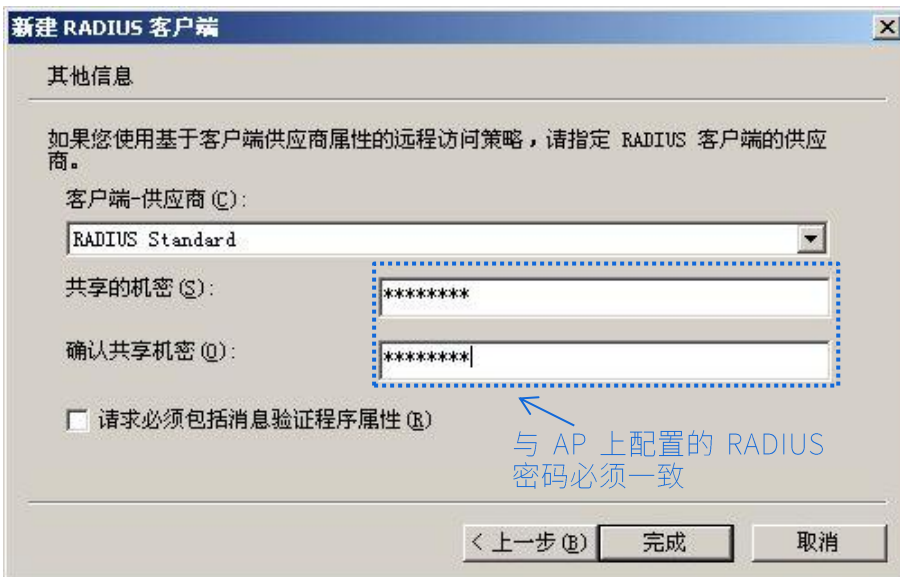 新建 RADIUS 客户端
其他信息
如果您使用基于客户端供应商属性的远程访问策略，请指定 RADIUS 客户端的供应
商。
客户端-供应商(C):
RADIUS Standard
共享的机密(S):
********
确认共享机密(O):
********
请求必须包括消息验证程序属性(R)
与 AP 上配置的 RADIUS
密码必须一致
< 上一步(B)
完成
取消